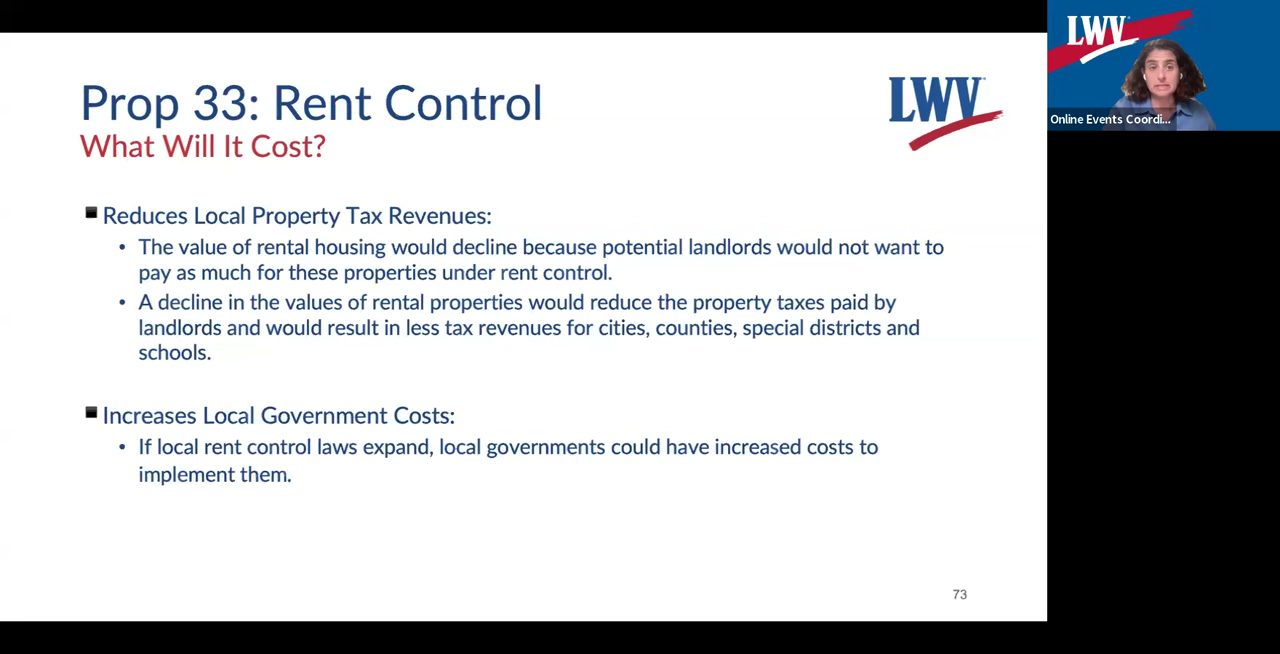 Prop 33: Rent Control
What Will It Cost?
LWV
Reduces Local Property Tax Revenues:
• The value of rental housing would decline because potential landlords would not want to
pay as much for these properties under rent control.
• A decline in the values of rental properties would reduce the property taxes paid by
landlords and would result in less tax revenues for cities, counties, special districts and
schools.
Increases Local Government Costs:
• If local rent control laws expand, local governments could have increased costs to
implement them.
73
LWV
Online Events Coordi...